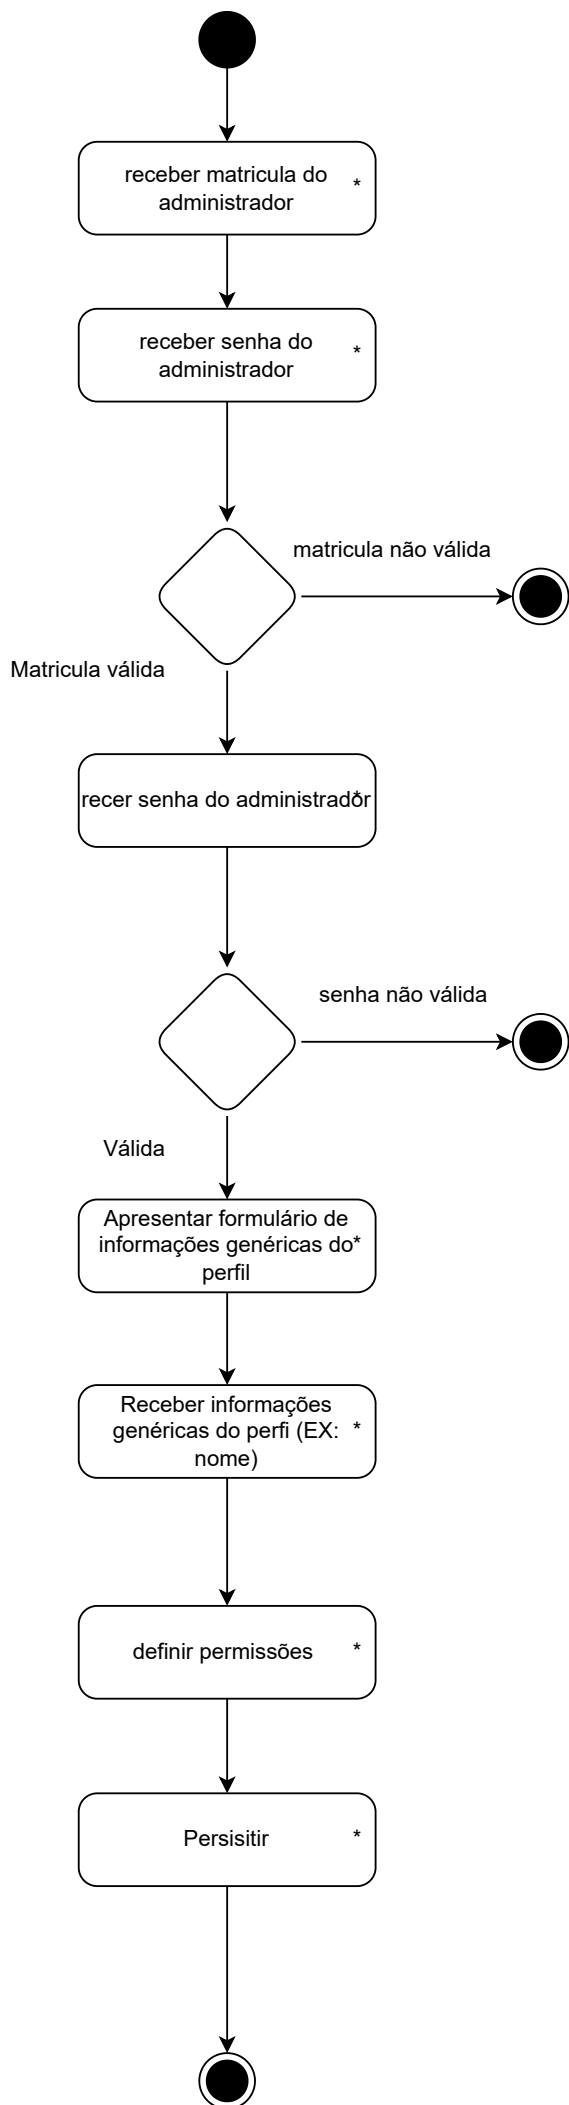 receber matricula do
administrador
*
receber senha do
administrador
*
matricula não válida
Matricula válida
recer senha do administrador
*
senha não válida
Válida
Apresentar formulário de
informações genéricas do
perfil
*
Receber informações
genéricas do perfi (EX:
nome)
*
definir permissões
*
Persisitir
*